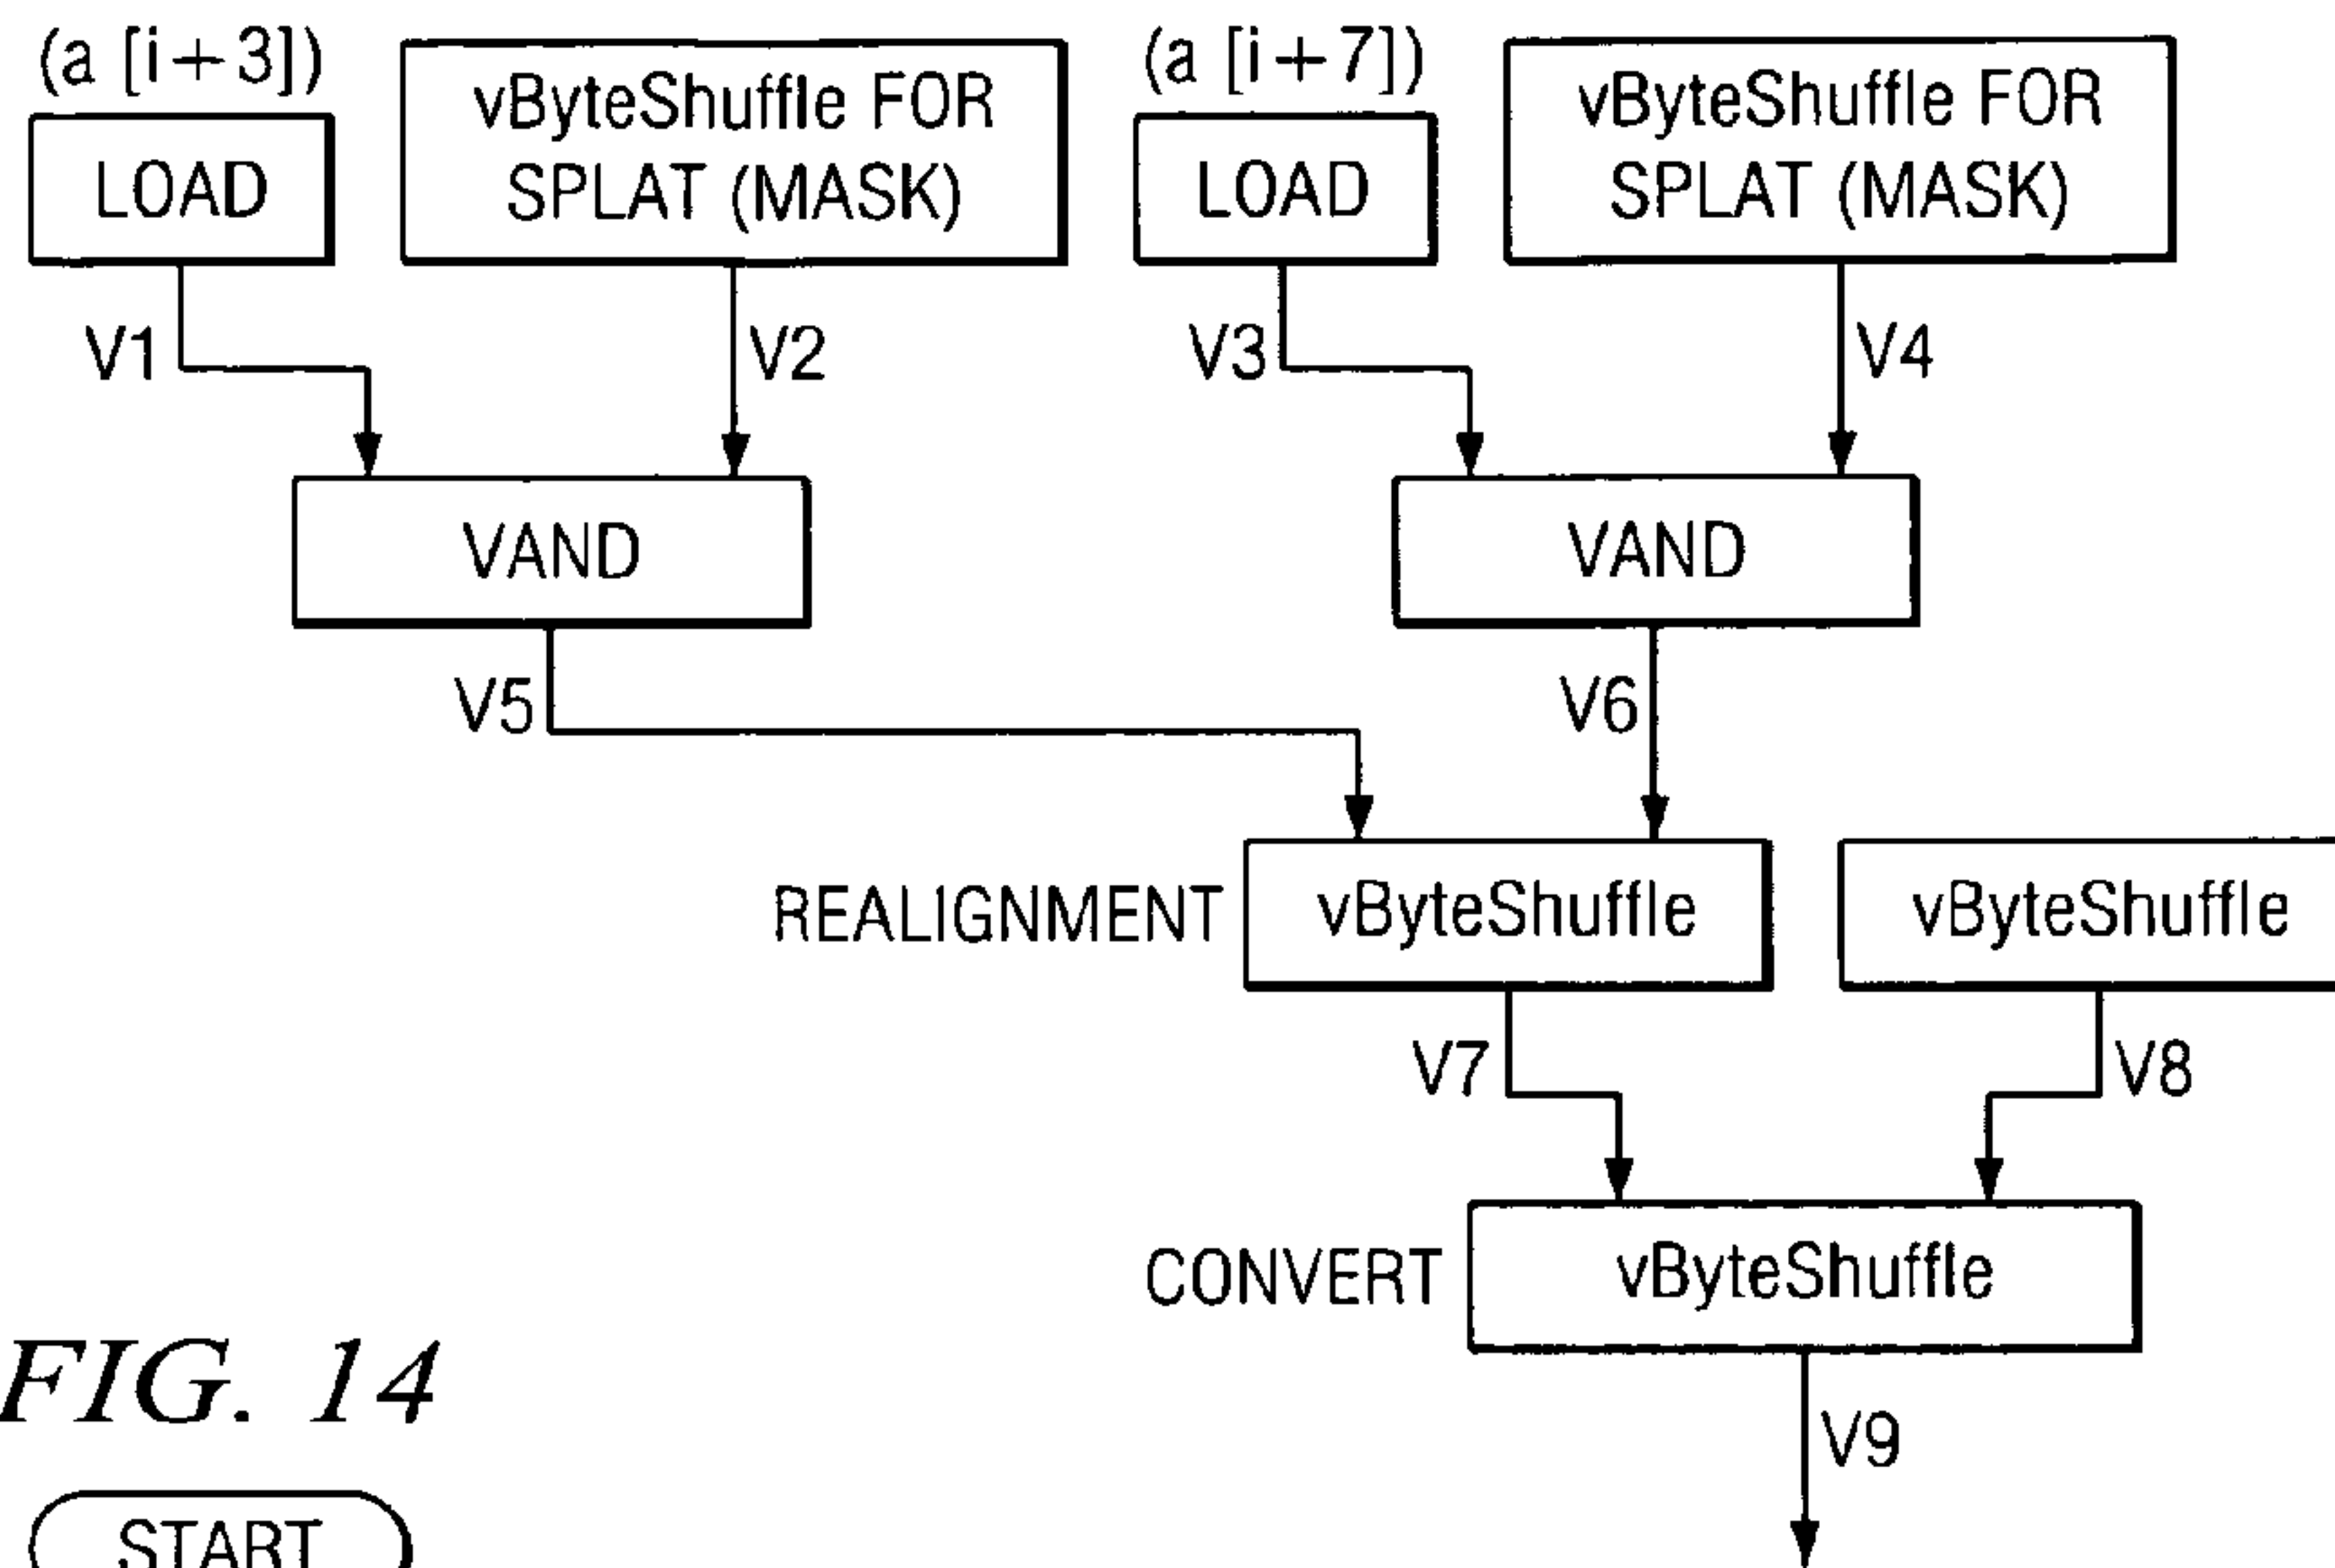 (a [i + 3])
vByteShuffle FOR
SPLAT (MASK)
LOAD
(a [i + 7])
vByteShuffle FOR
SPLAT (MASK)
LOAD
V1
V2
V3
V4
VAND
VAND
V5
V6
REALIGNMENT
vByteShuffle
vByteShuffle
V7
V8
CONVERT
vByteShuffle
V9
FIG. 14
START